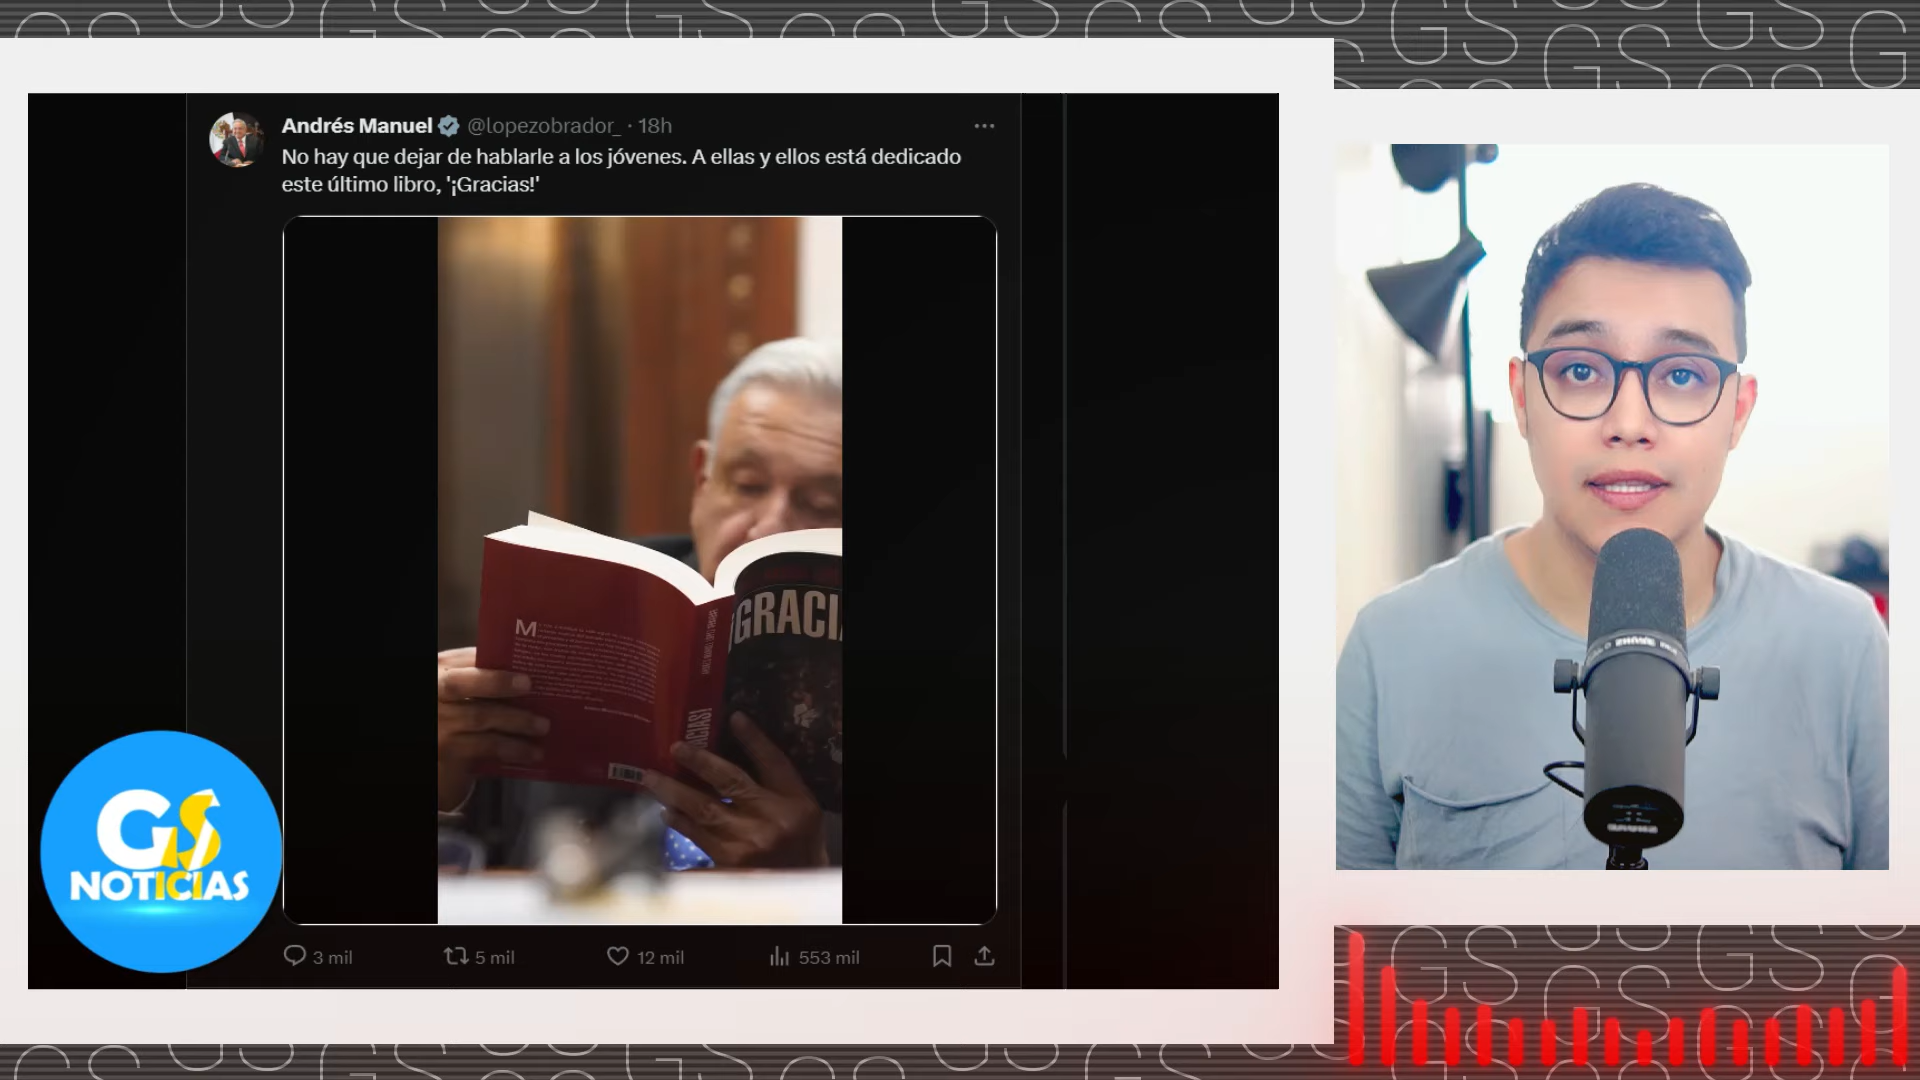 Andrés Manuel @lopezobrador_ · 18h
No hay que dejar de hablarle a los jóvenes. A ellas y ellos está dedicado
este último libro, '¡Gracias!'
¡GRACI
M
CIAS!
3 mil 5 mil 12 mil 553 mil
GS
NOTICIAS